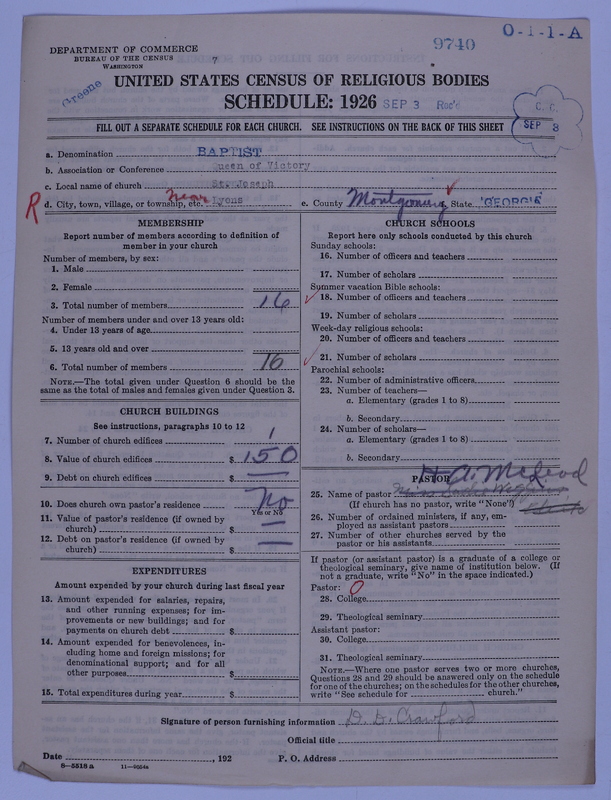 O-1-1-A
9740
DEPARTMENT OF COMMERCE
BUREAU OF THE CENSUS
WASHINGTON
7
Greene
UNITED STATES CENSUS OF RELIGIOUS BODIES
SCHEDULE: 1926 SEP 3 Rec'd
C. C.
SEP 3
FILL OUT A SEPARATE SCHEDULE FOR EACH CHURCH. SEE INSTRUCTIONS ON THE BACK OF THIS SHEET
a. Denomination BAPTIST
b. Association or Conference Queen of Victory
c. Local name of church St. Joseph
R d. City, town, village, or township, etc. near Lyons e. County Montgomery State GEORGIA
MEMBERSHIP
Report number of members according to definition of
member in your church
Number of members, by sex:
1. Male
2. Female
3. Total number of members 16
Number of members under and over 13 years old:
4. Under 13 years of age
5. 13 years old and over
6. Total number of members 16
NOTE.—The total given under Question 6 should be
the same as the total of males and females given under Question 3.
CHURCH BUILDINGS
See instructions, paragraphs 10 to 12
7. Number of church edifices 1
8. Value of church edifices $ 150
9. Debt on church edifices $ —
10. Does church own pastor's residence No
Yes or No
11. Value of pastor's residence (if owned by
church) $ —
12. Debt on pastor's residence (if owned by
church) $ —
EXPENDITURES
Amount expended by your church during last fiscal year
13. Amount expended for salaries, repairs,
and other running expenses; for im-
provements or new buildings; and for
payments on church debt $
14. Amount expended for benevolences, in-
cluding home and foreign missions; for
denominational support; and for all
other purposes $
15. Total expenditures during year $
CHURCH SCHOOLS
Report here only schools conducted by this church
Sunday schools:
16. Number of officers and teachers
17. Number of scholars
Summer vacation Bible schools:
18. Number of officers and teachers
19. Number of scholars
Week-day religious schools:
20. Number of officers and teachers
21. Number of scholars
Parochial schools:
22. Number of administrative officers
23. Number of teachers—
a. Elementary (grades 1 to 8)
b. Secondary
24. Number of scholars—
a. Elementary (grades 1 to 8)
b. Secondary
PASTOR
H. A. McLeod
25. Name of pastor
(If church has no pastor, write "None")
26. Number of ordained ministers, if any, em-
ployed as assistant pastors
27. Number of other churches served by the
pastor or his assistants
If pastor (or assistant pastor) is a graduate of a college or
theological seminary, give name of institution below. (If
not a graduate, write "No" in the space indicated.)
Pastor: O
28. College
29. Theological seminary
Assistant pastor:
30. College
31. Theological seminary
NOTE.—Where one pastor serves two or more churches,
Questions 28 and 29 should be answered only on the schedule
for one of the churches; on the schedules for the other churches,
write "See schedule for church."
Signature of person furnishing information D. D. Crawford
Official title
Date , 192 P. O. Address
8—5518 a 11—9554a